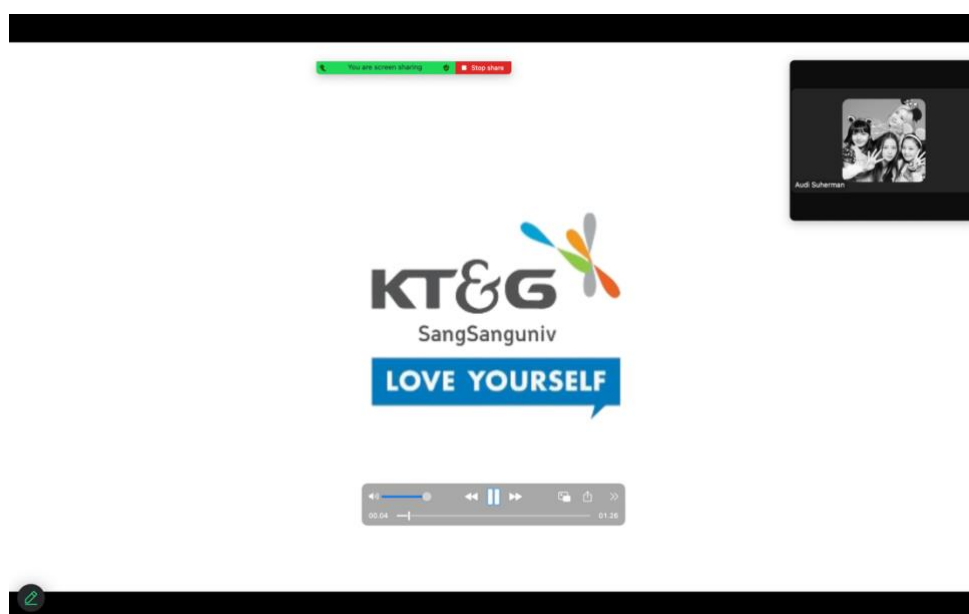 You are screen sharing
Stop share
Audi Suherman
KT&G
SangSanguniv
LOVE YOURSELF
00.04
01.26